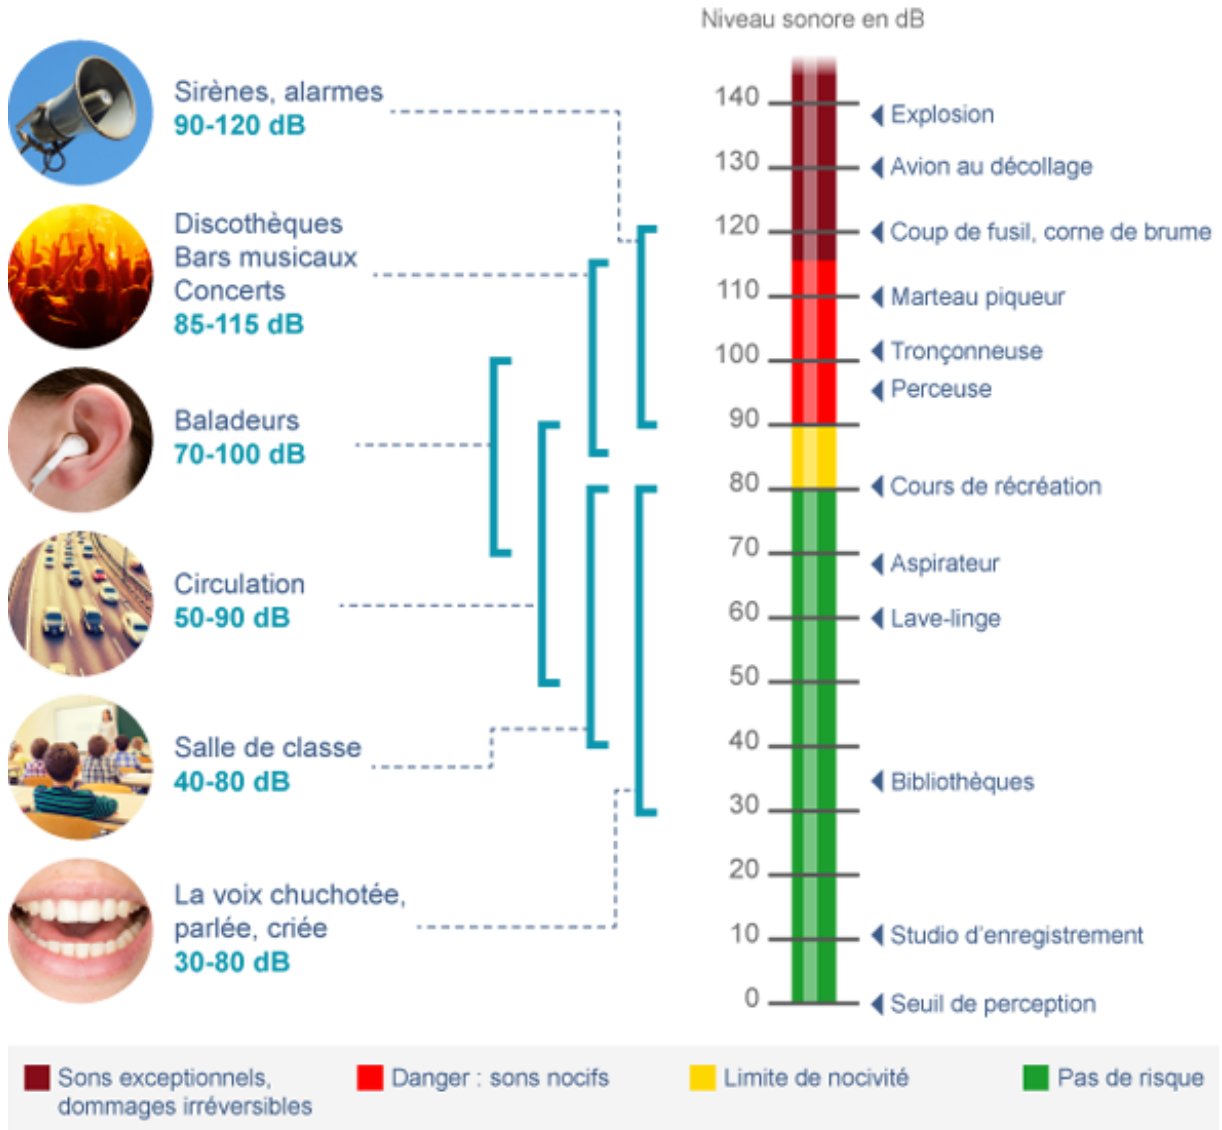 Niveau sonore en dB
Sirènes, alarmes
90-120 dB
Discothèques
Bars musicaux
Concerts
85-115 dB
Baladeurs
70-100 dB
Circulation
50-90 dB
Salle de classe
40-80 dB
La voix chuchotée,
parlée, criée
30-80 dB
140
Explosion
130
Avion au décollage
120
Coup de fusil, corne de brume
110
Marteau piqueur
100
Tronçonneuse
Perceuse
90
80
Cours de récréation
70
Aspirateur
60
Lave-linge
50
40
Bibliothèques
30
20
10
Studio d'enregistrement
0
Seuil de perception
Sons exceptionnels,
dommages irréversibles
Danger : sons nocifs
Limite de nocivité
Pas de risque